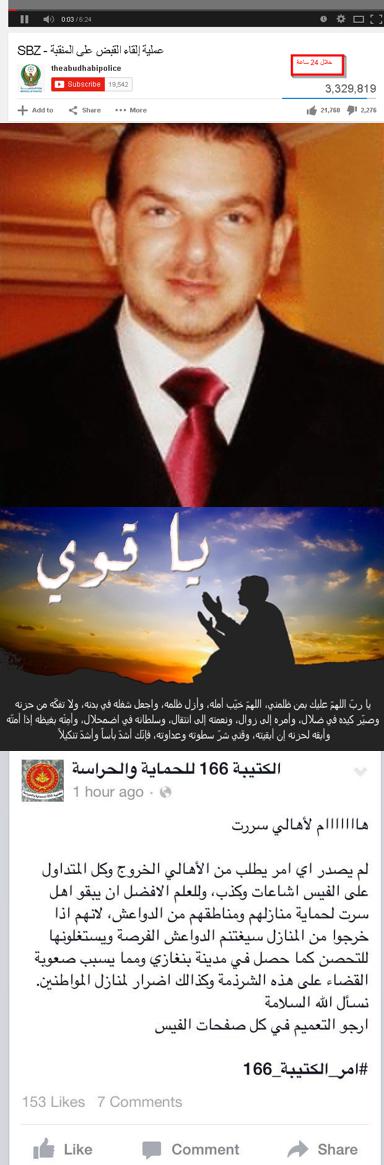 0:03 / 6:24
عملية إلقاء القبض على المنقبة - SBZ
theabudhabipolice
Subscribe 19,542
خلال 24 ساعة
3,329,819
Add to Share More
21,768 2,276
يا قوي
يا ربّ اللهمّ عليك بمن ظلمني، اللهمّ خيّب أمله، وأزل ظلمه، واجعل شغله في بدنه، ولا تفكّه من حزنه
وصيّر كيده في ضلال، وأمره إلى زوال، ونعمته إلى انتقال، وسلطانه في اضمحلال، وأمِته بغيظه إذا أمتّه
وأبقه لحزنه إن أبقيته، وقني شرّ سطوته وعداوته، فإنّك أشدّ بأساً وأشدّ تنكيلاً
الكتيبة 166 للحماية والحراسة
1 hour ago
هااااااام لأهالي سررت
لم يصدر اي امر يطلب من الأهالي الخروج وكل المتداول
على الفيس اشاعات وكذب، وللعلم الافضل ان يبقو اهل
سرت لحماية منازلهم ومناطقهم من الدواعش، لانهم اذا
خرجوا من المنازل سيغتنم الدواعش الفرصة ويستغلونها
للتحصن كما حصل في مدينة بنغازي ومما يسبب صعوبة
القضاء على هذه الشرذمة وكذالك اضرار لمنازل المواطنين.
نسأل الله السلامة
ارجو التعميم في كل صفحات الفيس
#امر_الكتيبة_166
153 Likes 7 Comments
Like Comment Share